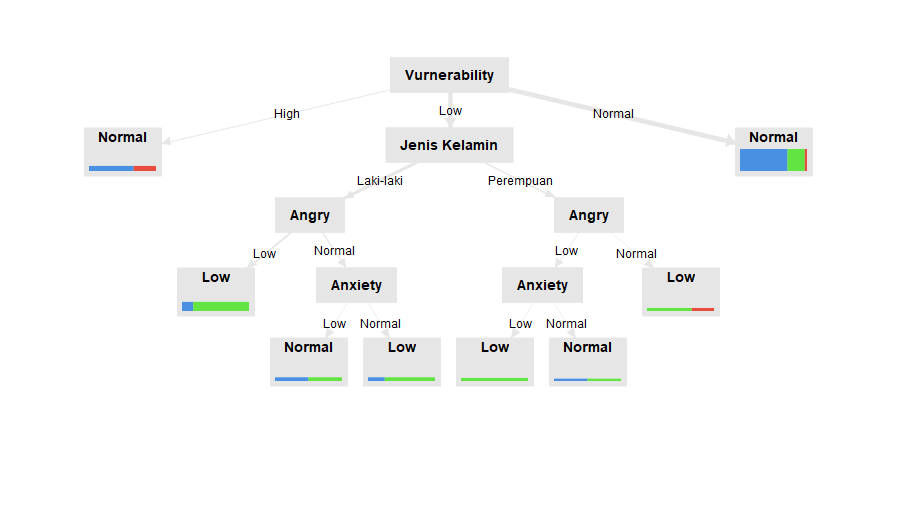 Vurnerability
High
Low
Normal
Normal
Jenis Kelamin
Normal
Laki-laki
Perempuan
Angry
Angry
Low
Normal
Low
Normal
Low
Anxiety
Anxiety
Low
Low
Normal
Low
Normal
Normal
Low
Low
Normal